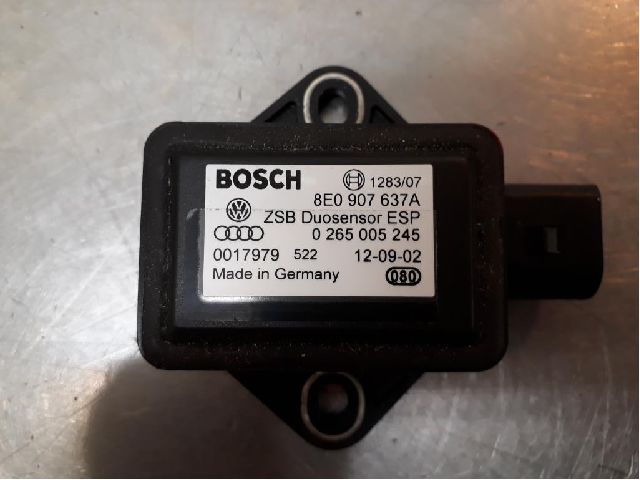 BOSCH 1283/07
8E0 907 637A
ZSB Duosensor ESP
0 265 005 245
0017979 522 12-09-02
Made in Germany 080